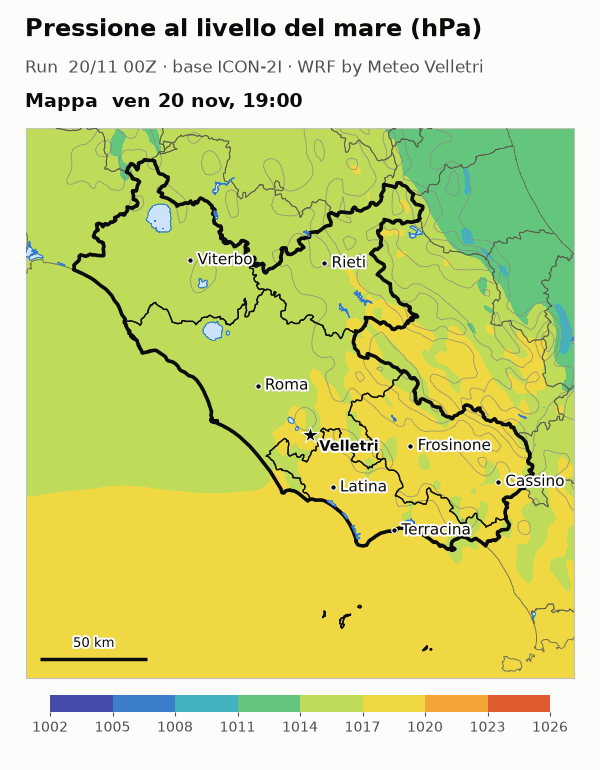 Pressione al livello del mare (hPa)
Run  20/11 00Z · base ICON-2I · WRF by Meteo Velletri
Mappa  ven 20 nov, 19:00
Viterbo
Rieti
Roma
Velletri
Frosinone
Cassino
Latina
Terracina
50 km
1002 1005 1008 1011 1014 1017 1020 1023 1026